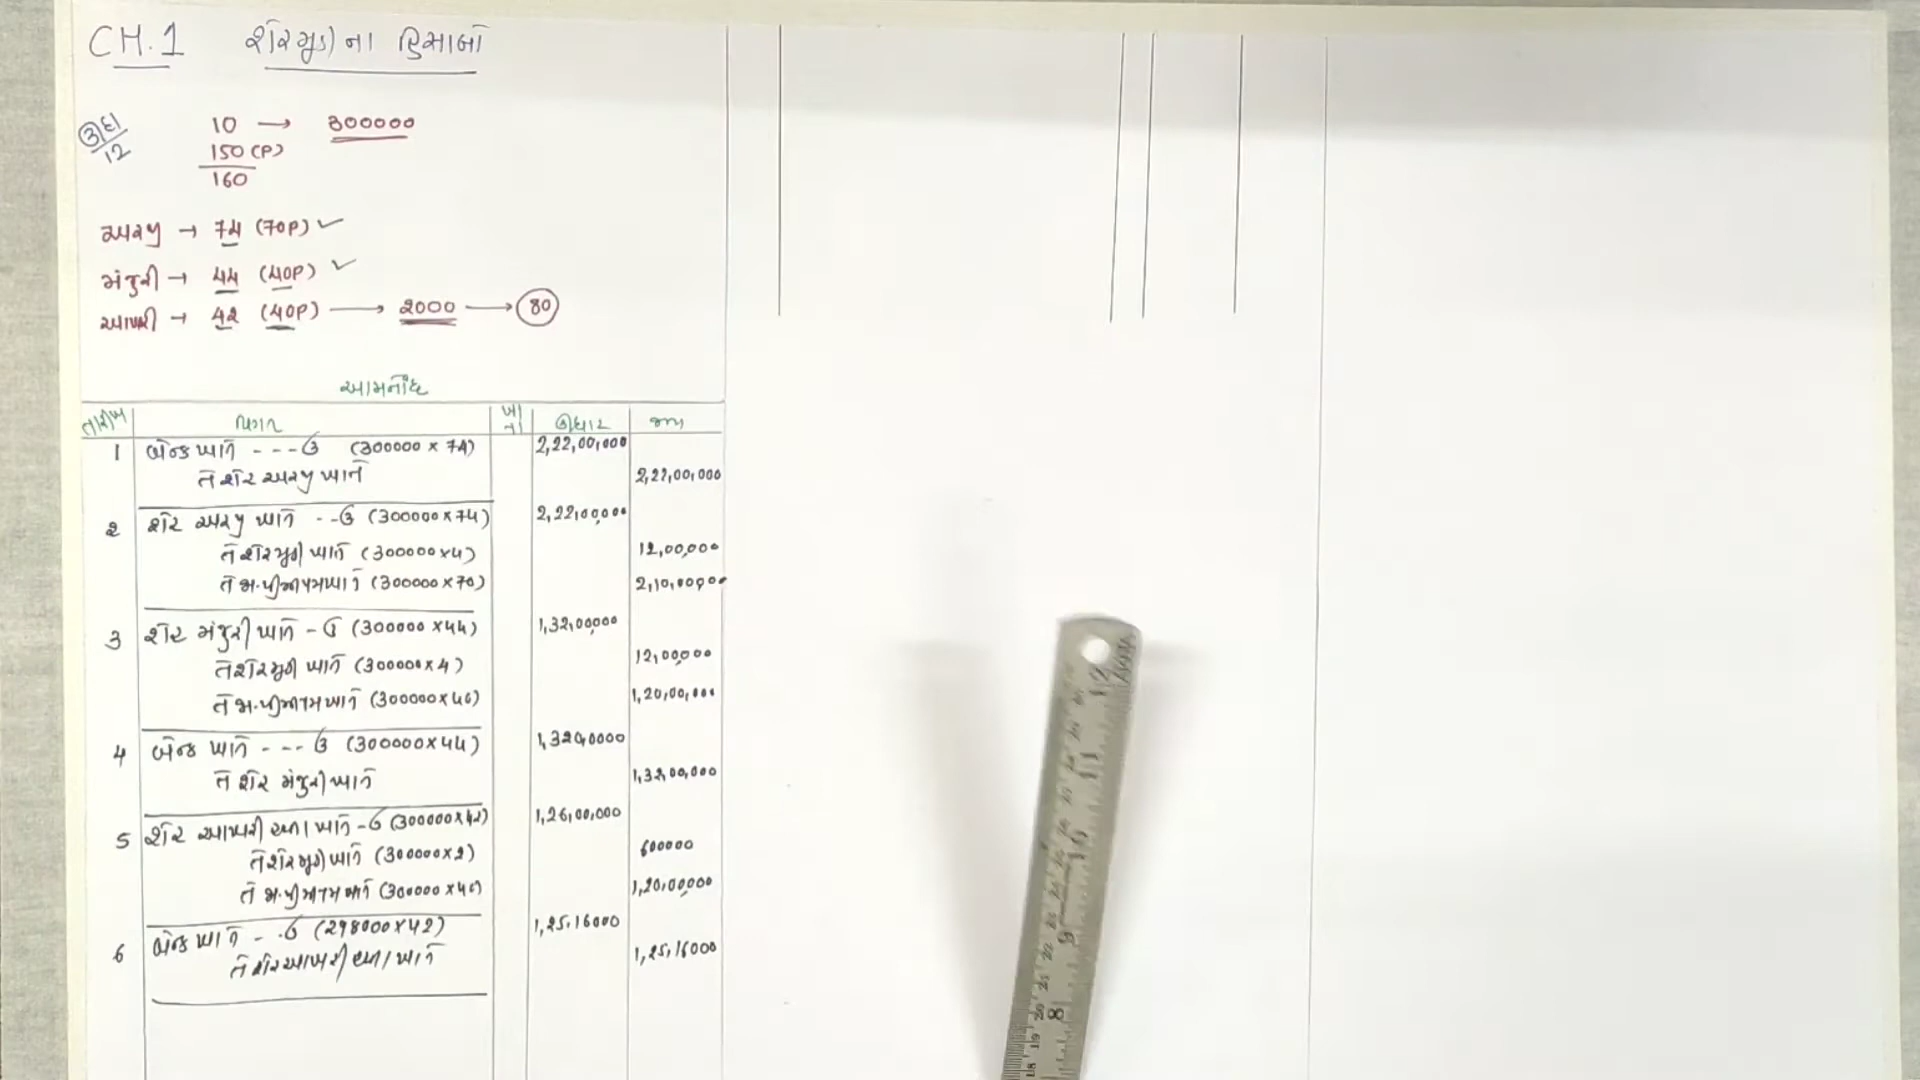 CH.1 શેરમૂડીના હિસાબો
ઉદા 12
10 → 300000
150 (P)
160
અરજી → 74 (70P) ✓
મંજુરી → 44 (40P) ✓
આખરી → 42 (40P) → 2000 → 80
આમનોંધ
તારીખ વિગત ખા પા ઉધાર જમા
1 બેન્ક ખાતે --- ઉ (300000 × 74) 2,22,00,000
તે શેર અરજી ખાતે 2,22,00,000
2 શેર અરજી ખાતે -- ઉ (300000 × 74) 2,22,00,000
તે શેરમૂડી ખાતે (300000 × 4) 12,00,000
તે જા.પ્રીમિયમ ખાતે (300000 × 70) 2,10,00,000
3 શેર મંજુરી ખાતે - ઉ (300000 × 44) 1,32,00,000
તે શેરમૂડી ખાતે (300000 × 4) 12,00,000
તે જા.પ્રીમિયમ ખાતે (300000 × 40) 1,20,00,000
4 બેન્ક ખાતે --- ઉ (300000 × 44) 1,32,00,000
તે શેર મંજુરી ખાતે 1,32,00,000
5 શેર આખરી હપ્તા ખાતે - ઉ (300000 × 42) 1,26,00,000
તે શેરમૂડી ખાતે (300000 × 2) 600000
તે જા.પ્રીમિયમ ખાતે (300000 × 40) 1,20,00,000
6 બેન્ક ખાતે - - ઉ (298000 × 42) 1,25,16000
તે શેર આખરી હપ્તા ખાતે 1,25,16000